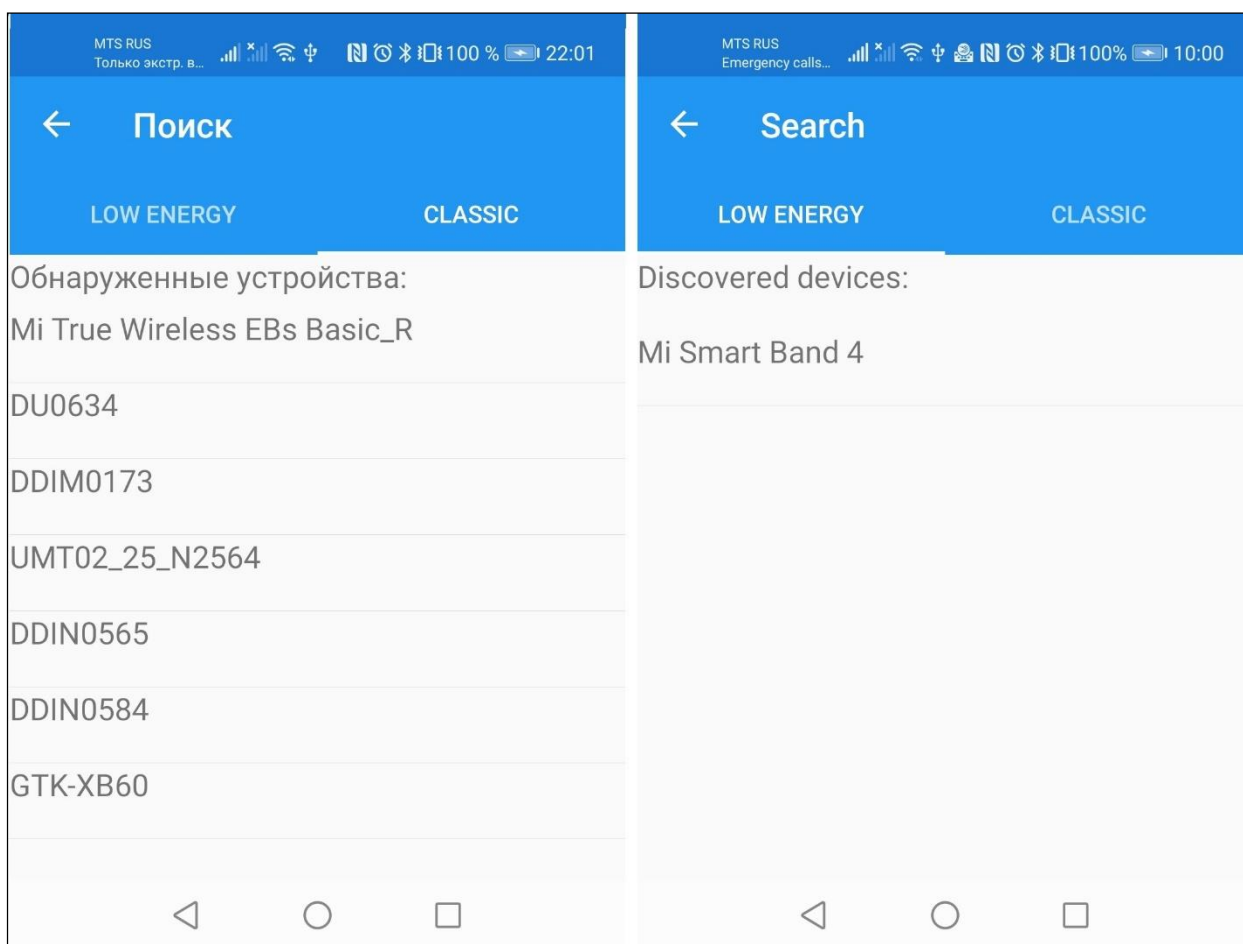 MTS RUS
Только экстр. в...
100 % 22:01
Поиск
LOW ENERGY CLASSIC
Обнаруженные устройства:
Mi True Wireless EBs Basic_R
DU0634
DDIM0173
UMT02_25_N2564
DDIN0565
DDIN0584
GTK-XB60
MTS RUS
Emergency calls...
100% 10:00
Search
LOW ENERGY CLASSIC
Discovered devices:
Mi Smart Band 4